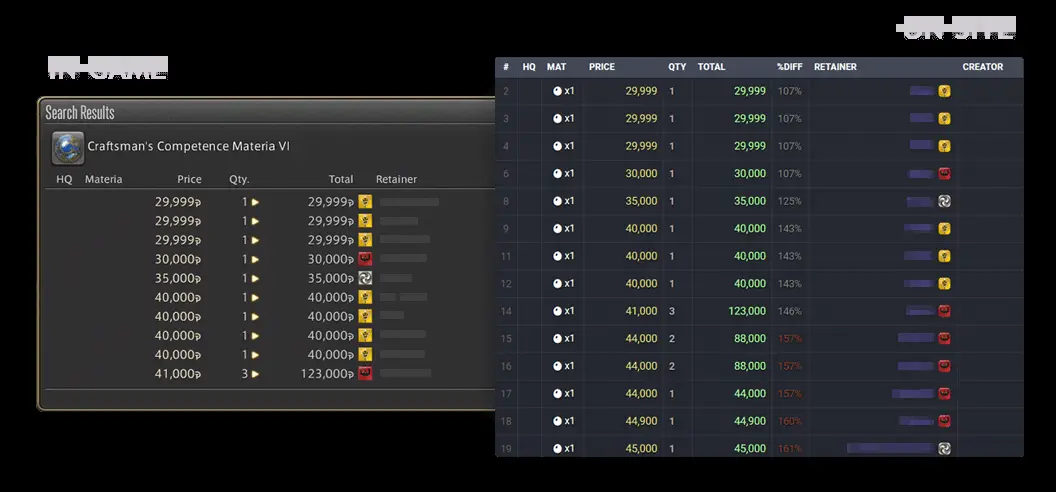 ON-SITE
IN-GAME
Search Results
Craftsman's Competence Materia VI
HQ Materia Price Qty. Total Retainer
29,999 1 29,999
29,999 1 29,999
29,999 1 29,999
30,000 1 30,000
35,000 1 35,000
40,000 1 40,000
40,000 1 40,000
40,000 1 40,000
40,000 1 40,000
41,000 3 123,000
# HQ MAT PRICE QTY TOTAL %DIFF RETAINER CREATOR
2 x1 29,999 1 29,999 107%
3 x1 29,999 1 29,999 107%
4 x1 29,999 1 29,999 107%
6 x1 30,000 1 30,000 107%
8 x1 35,000 1 35,000 125%
9 x1 40,000 1 40,000 143%
11 x1 40,000 1 40,000 143%
12 x1 40,000 1 40,000 143%
14 x1 41,000 3 123,000 146%
15 x1 44,000 2 88,000 157%
16 x1 44,000 2 88,000 157%
17 x1 44,000 1 44,000 157%
18 x1 44,900 1 44,900 160%
19 x1 45,000 1 45,000 161%